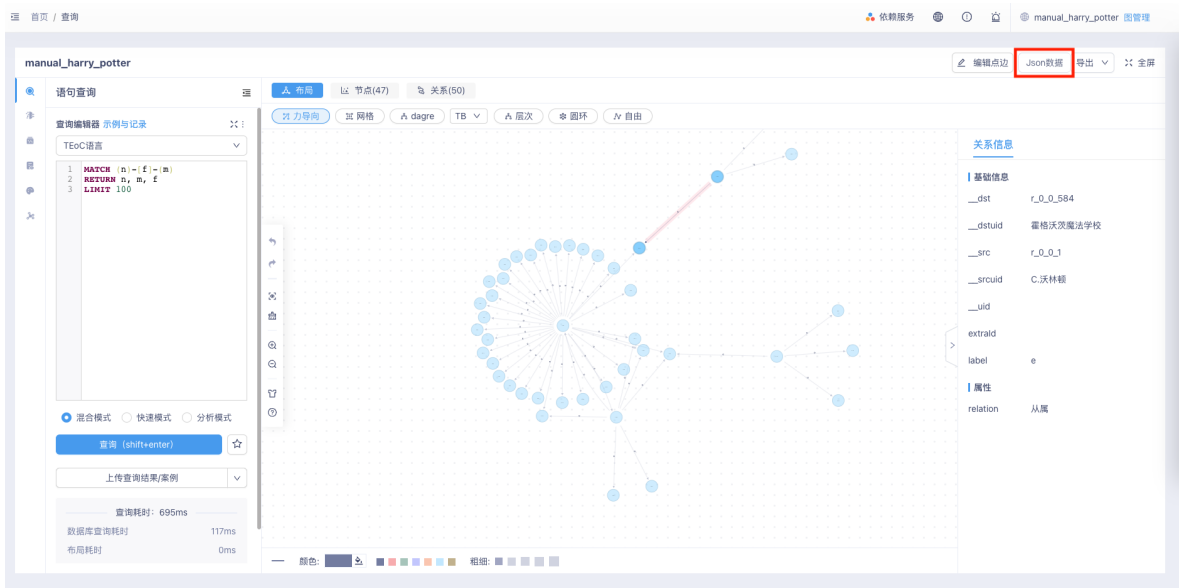 首页 / 查询
依赖服务
manual_harry_potter 图管理
manual_harry_potter
编辑点边
Json数据
导出
全屏
语句查询
布局
节点(47)
关系(50)
查询编辑器 示例与记录
力导向
网格
dagre
TB
层次
圆环
自由
TEoC语言
1 MATCH (n)-[f]-(m)
2 RETURN n, m, f
3 LIMIT 100
关系信息
基础信息
__dst r_0_0_584
__dstuid 霍格沃茨魔法学校
__src r_0_0_1
__srcuid C.沃林顿
__uid
extraId
label e
属性
relation 从属
混合模式 快速模式 分析模式
查询（shift+enter）
上传查询结果/案例
查询耗时：695ms
数据库查询耗时 117ms
布局耗时 0ms
颜色:
粗细: